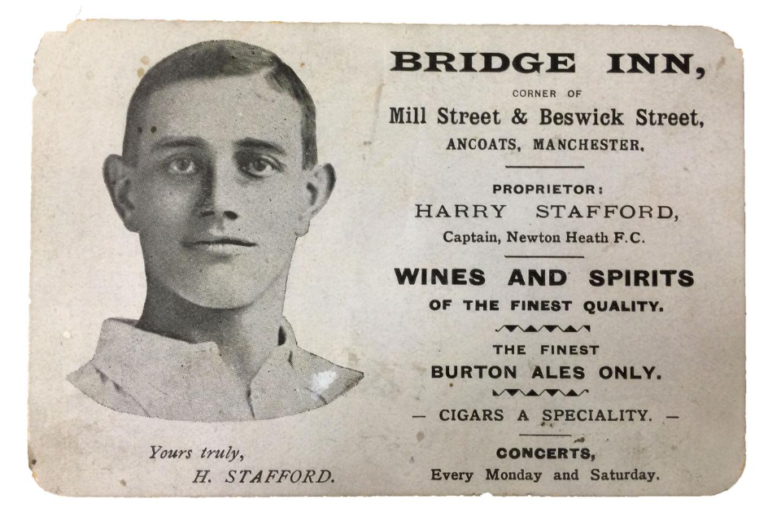 BRIDGE INN,
CORNER OF
Mill Street & Beswick Street,
ANCOATS, MANCHESTER.
PROPRIETOR:
HARRY STAFFORD,
Captain, Newton Heath F.C.
WINES AND SPIRITS
OF THE FINEST QUALITY.
THE FINEST
BURTON ALES ONLY.
— CIGARS A SPECIALITY. —
CONCERTS,
Every Monday and Saturday.
Yours truly,
H. STAFFORD.